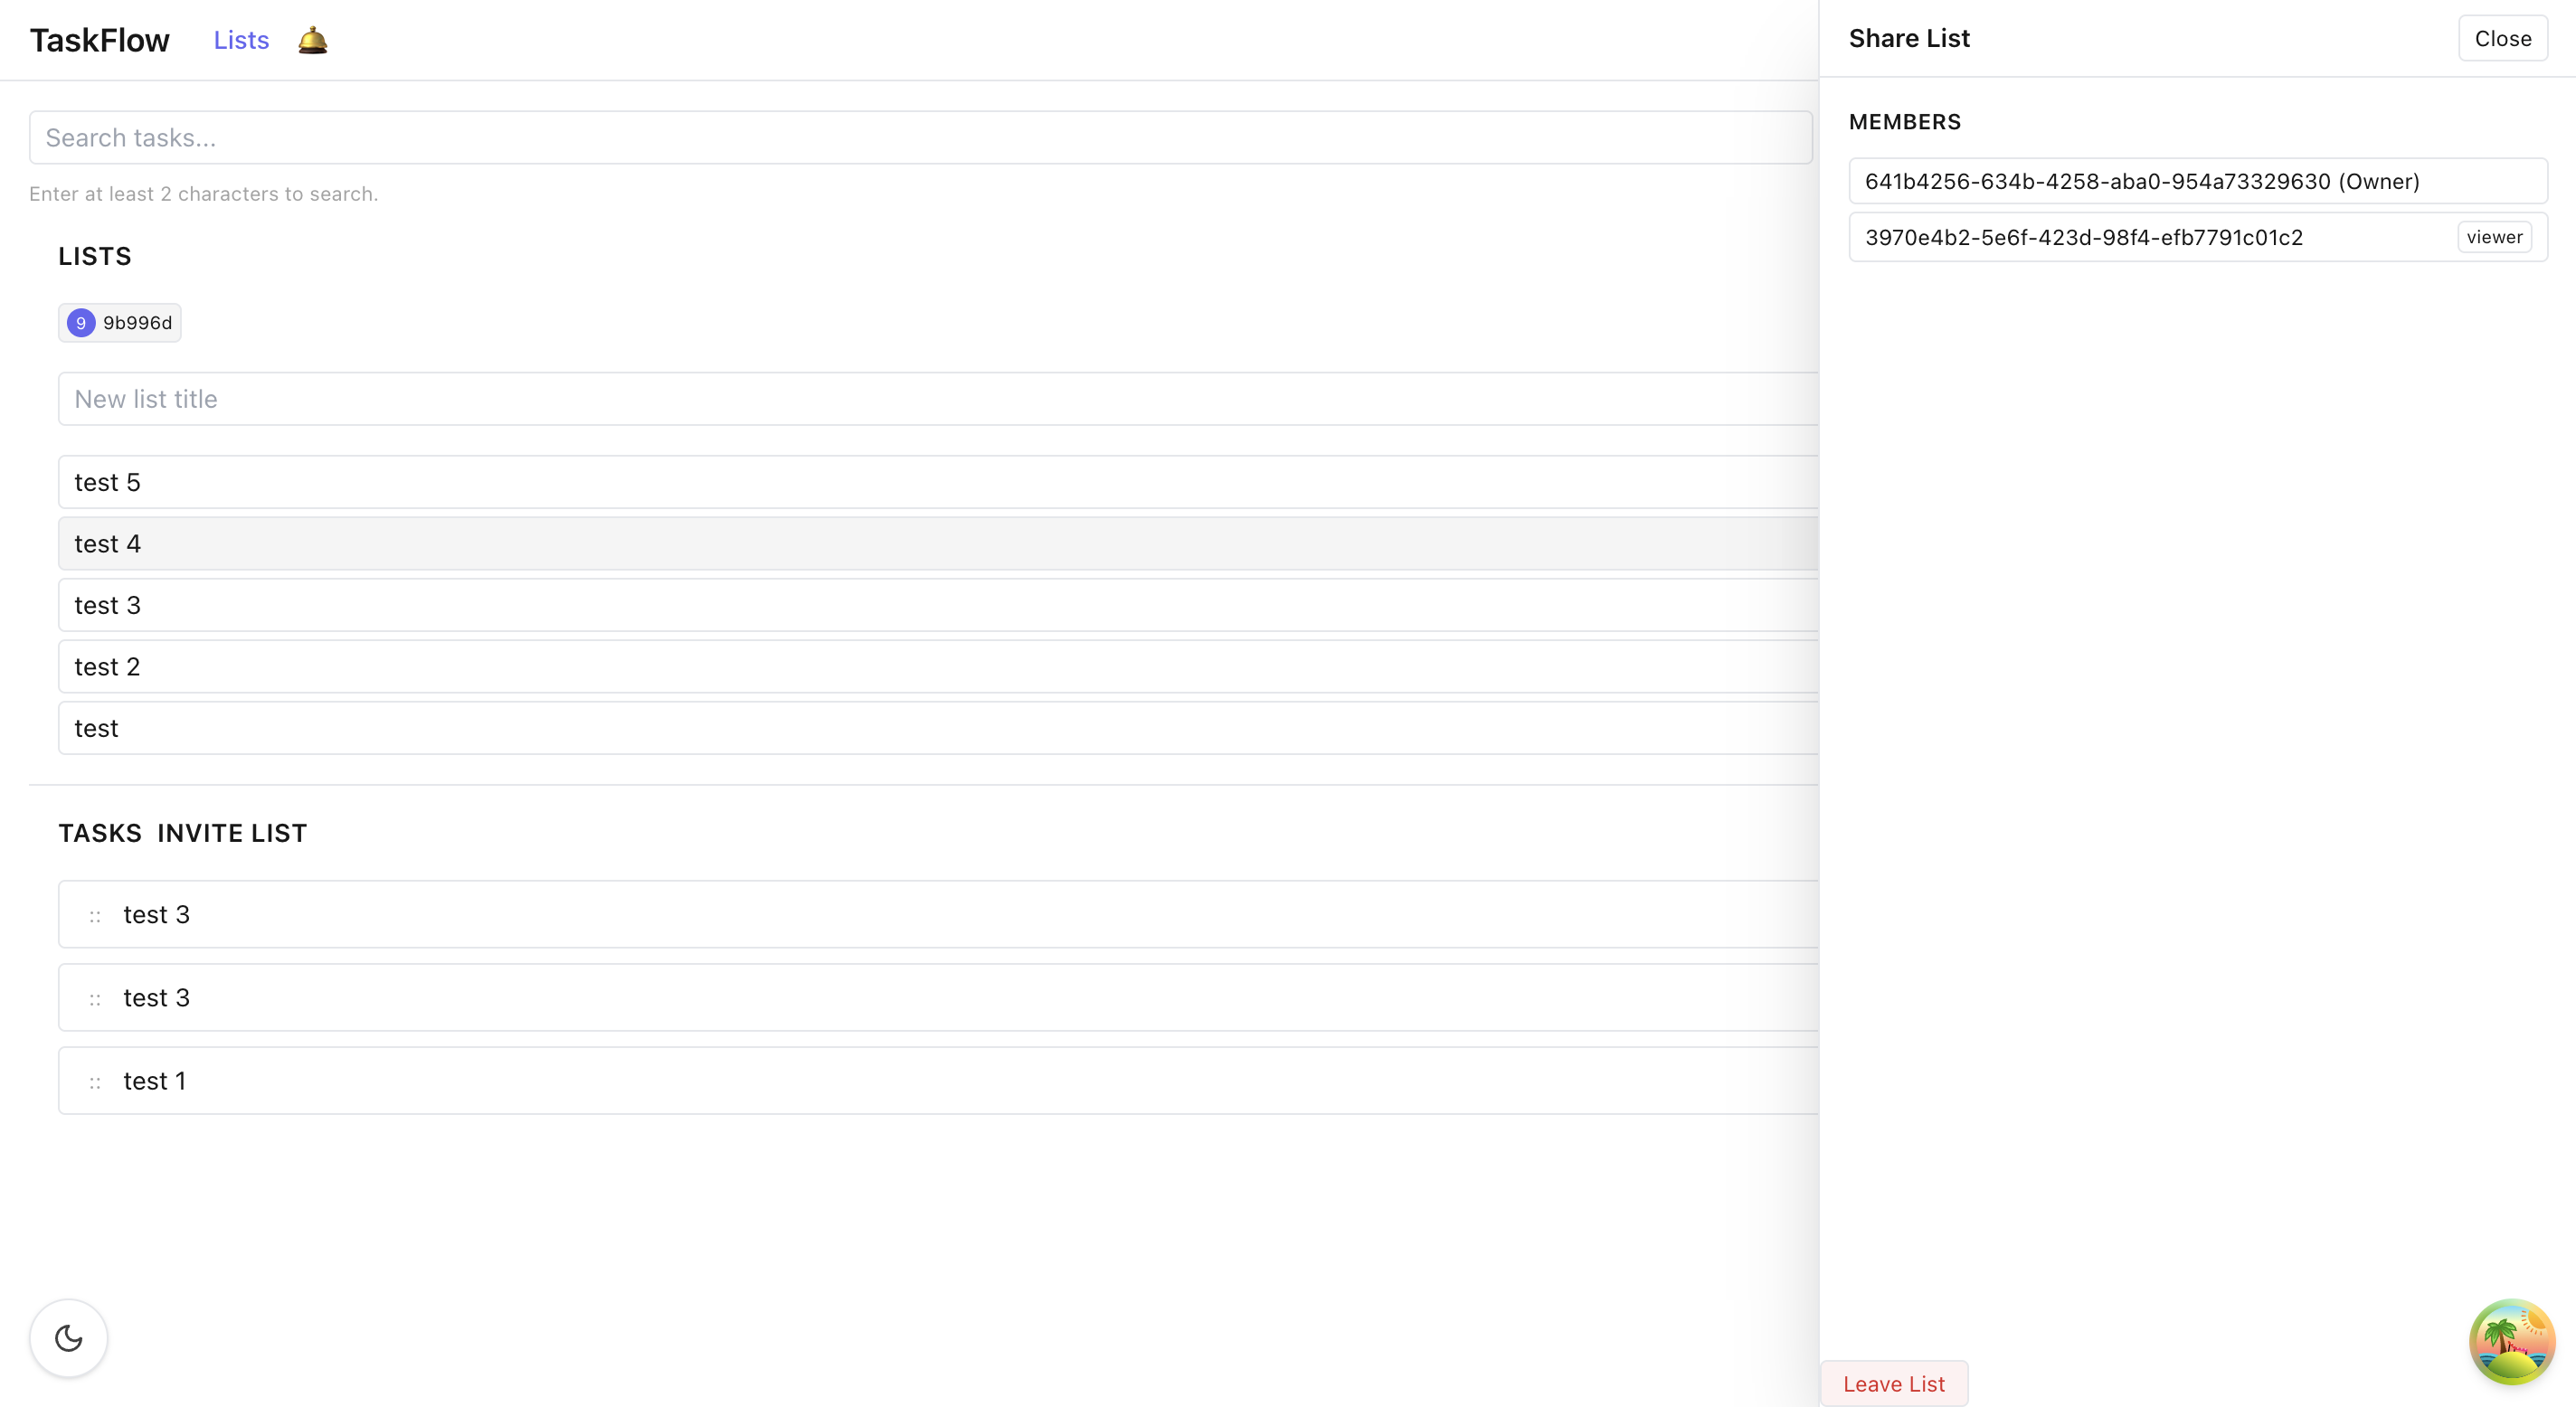 TaskFlow Lists
Search tasks...
Enter at least 2 characters to search.
LISTS
9 9b996d
New list title
test 5
test 4
test 3
test 2
test
TASKS INVITE LIST
:: test 3
:: test 3
:: test 1
Share List Close
MEMBERS
641b4256-634b-4258-aba0-954a73329630 (Owner)
3970e4b2-5e6f-423d-98f4-efb7791c01c2 viewer
Leave List